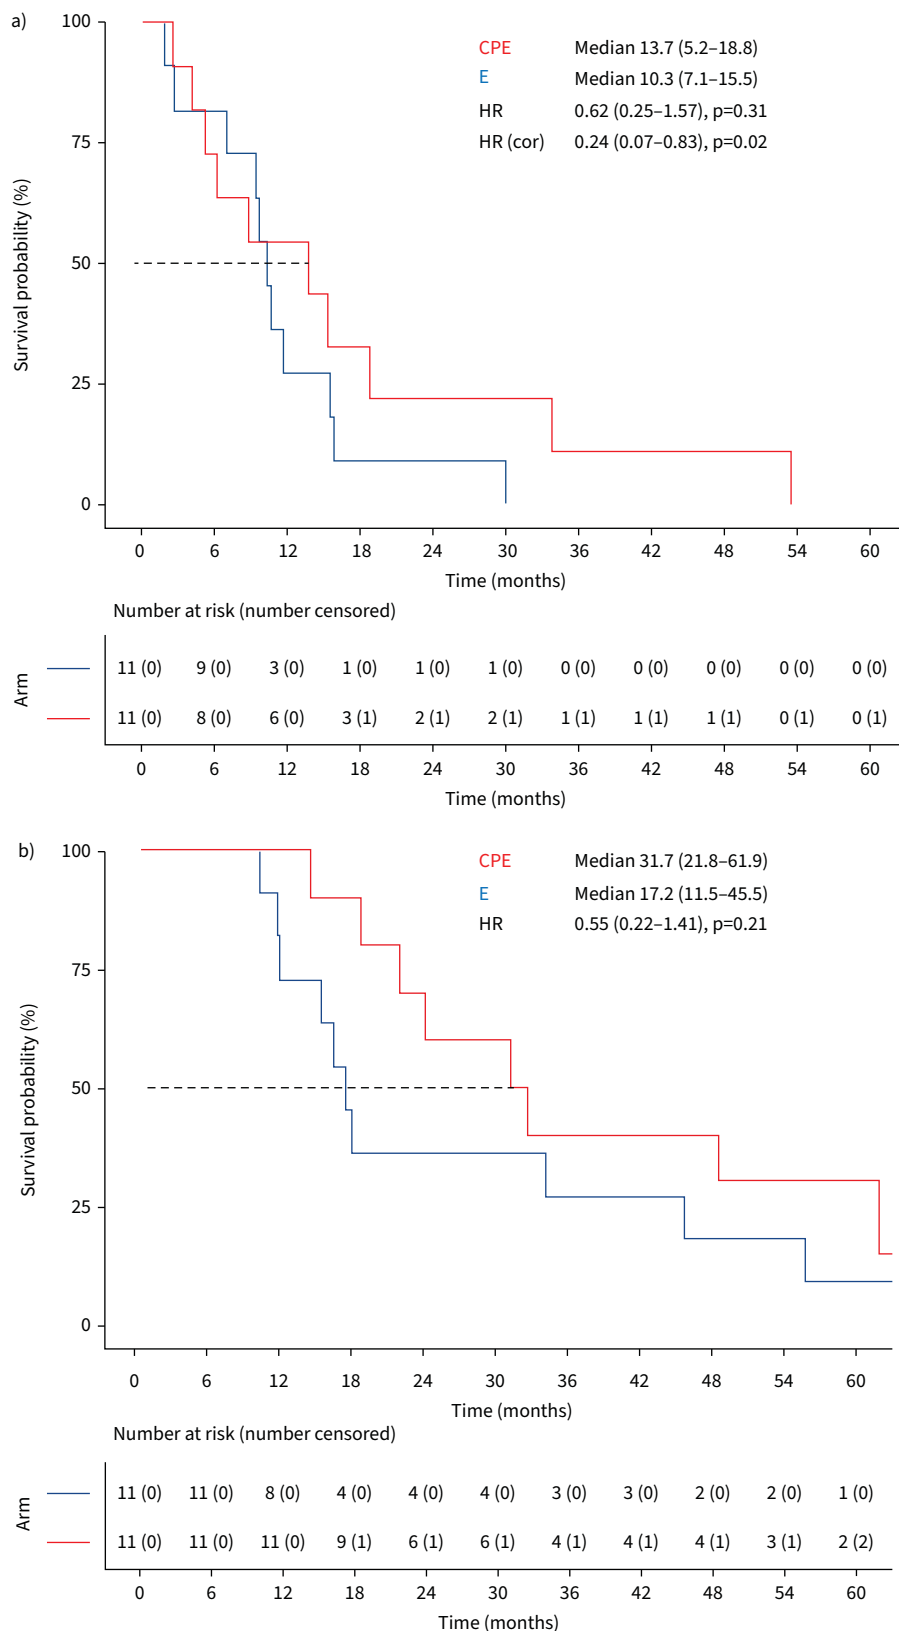 a)
CPE Median 13.7 (5.2–18.8)
E Median 10.3 (7.1–15.5)
HR 0.62 (0.25–1.57), p=0.31
HR (cor) 0.24 (0.07–0.83), p=0.02
Survival probability (%)
100
75
50
25
0
0 6 12 18 24 30 36 42 48 54 60
Time (months)
Number at risk (number censored)
Arm
11 (0) 9 (0) 3 (0) 1 (0) 1 (0) 1 (0) 0 (0) 0 (0) 0 (0) 0 (0) 0 (0)
11 (0) 8 (0) 6 (0) 3 (1) 2 (1) 2 (1) 1 (1) 1 (1) 1 (1) 0 (1) 0 (1)
0 6 12 18 24 30 36 42 48 54 60
Time (months)
b)
CPE Median 31.7 (21.8–61.9)
E Median 17.2 (11.5–45.5)
HR 0.55 (0.22–1.41), p=0.21
Survival probability (%)
100
75
50
25
0
0 6 12 18 24 30 36 42 48 54 60
Time (months)
Number at risk (number censored)
Arm
11 (0) 11 (0) 8 (0) 4 (0) 4 (0) 4 (0) 3 (0) 3 (0) 2 (0) 2 (0) 1 (0)
11 (0) 11 (0) 11 (0) 9 (1) 6 (1) 6 (1) 4 (1) 4 (1) 4 (1) 3 (1) 2 (2)
0 6 12 18 24 30 36 42 48 54 60
Time (months)